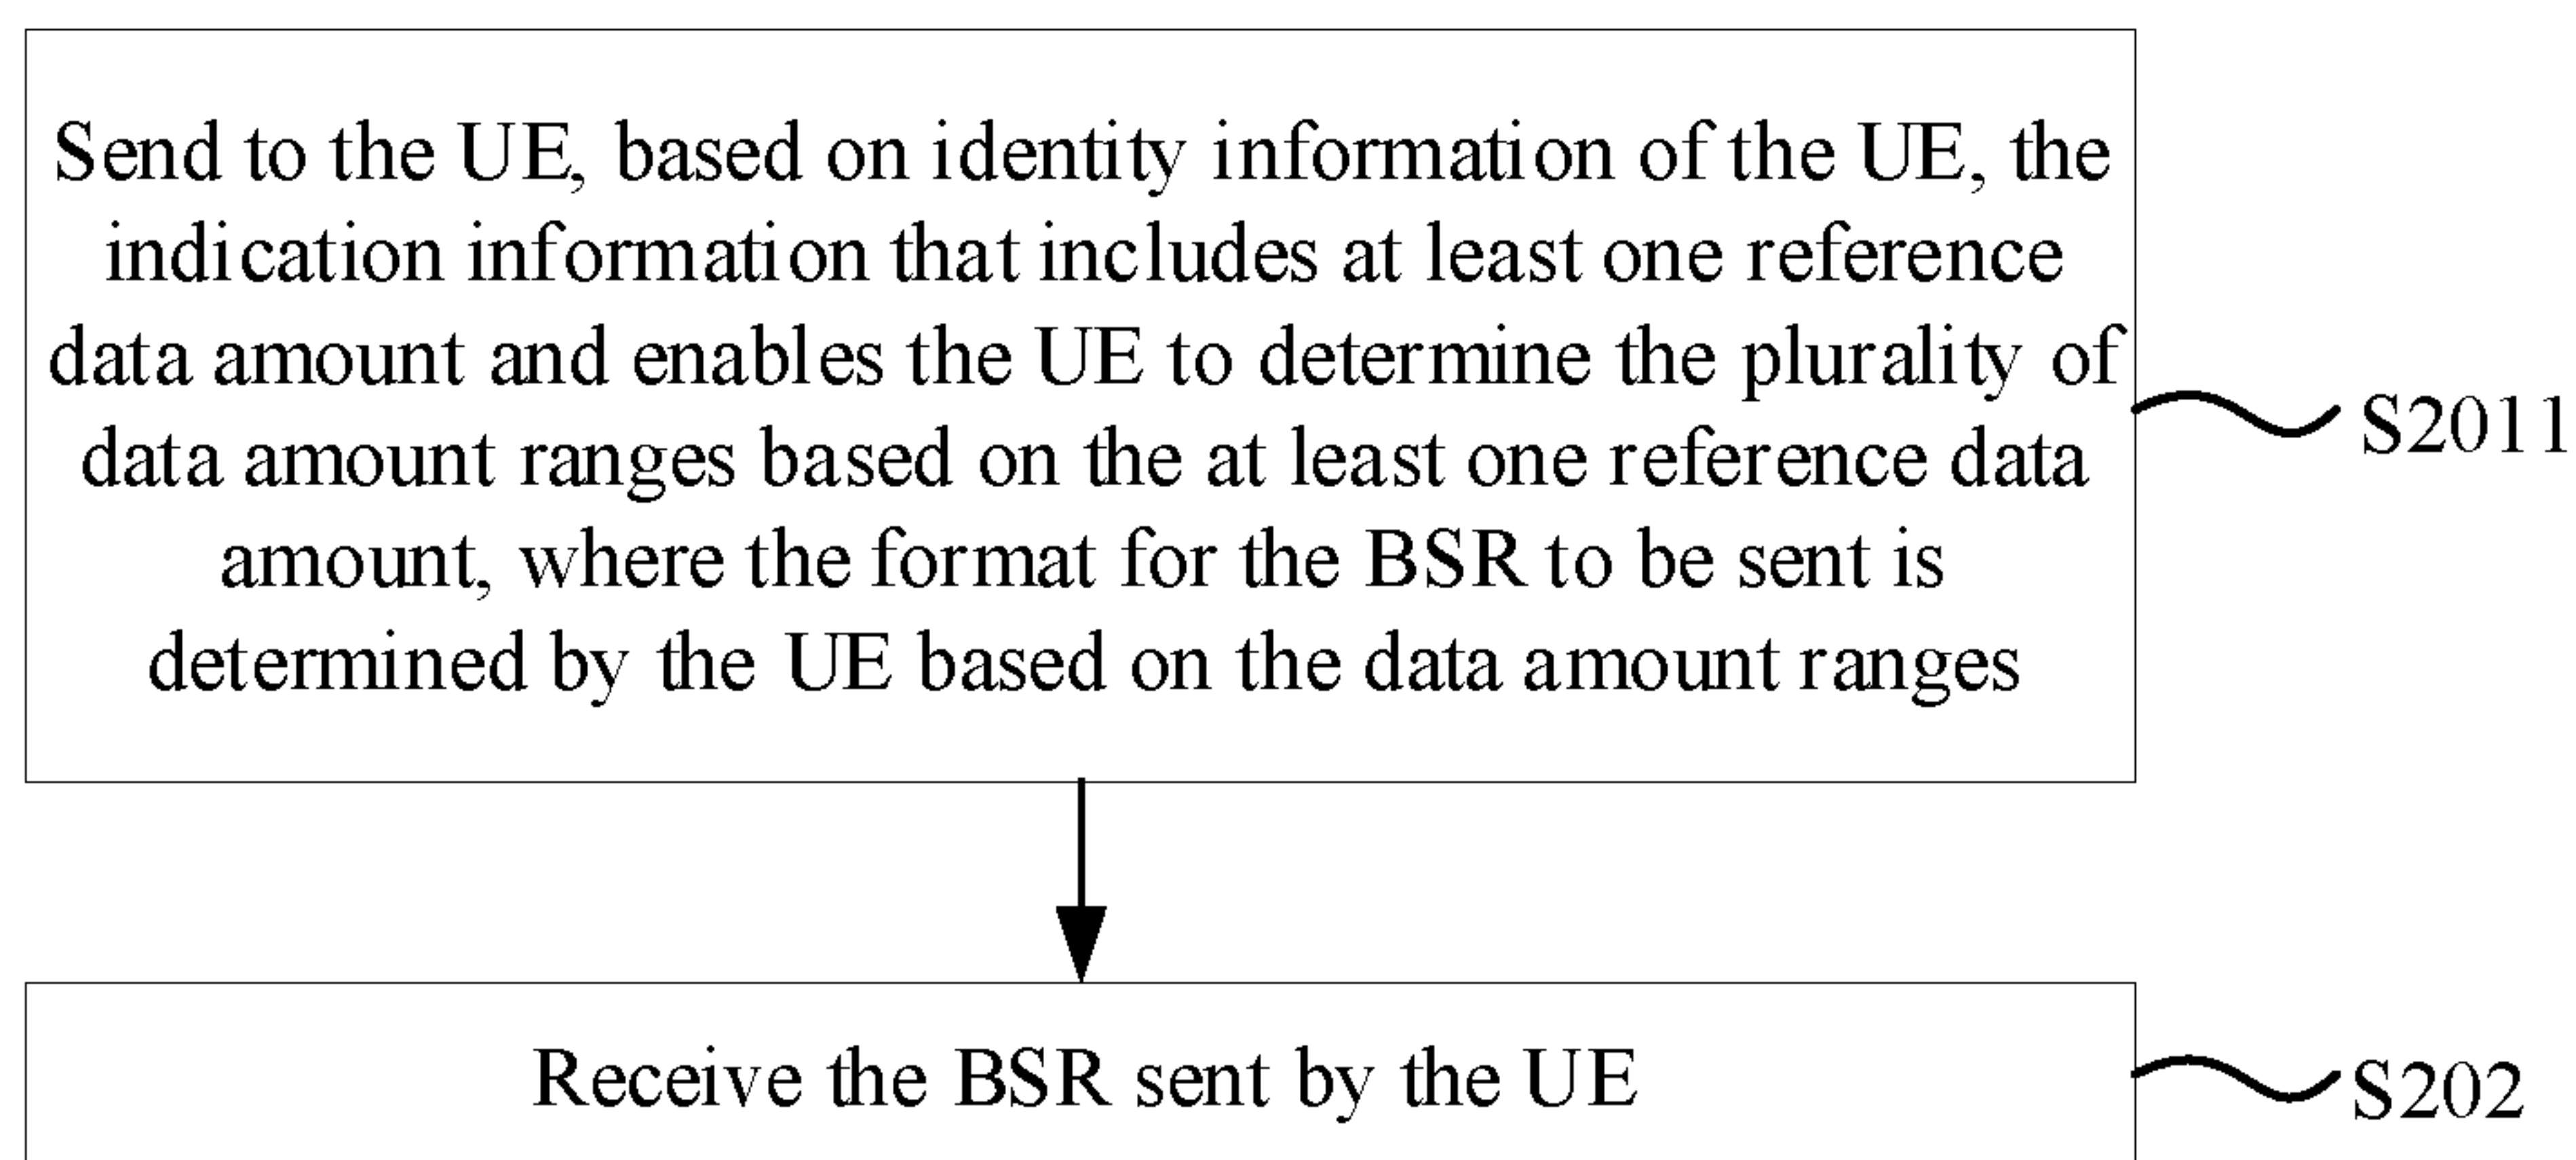 Send to the UE, based on identity information of the UE, the
indication information that includes at least one reference
data amount and enables the UE to determine the plurality of
data amount ranges based on the at least one reference data
amount, where the format for the BSR to be sent is
determined by the UE based on the data amount ranges
S2011
Receive the BSR sent by the UE
S202